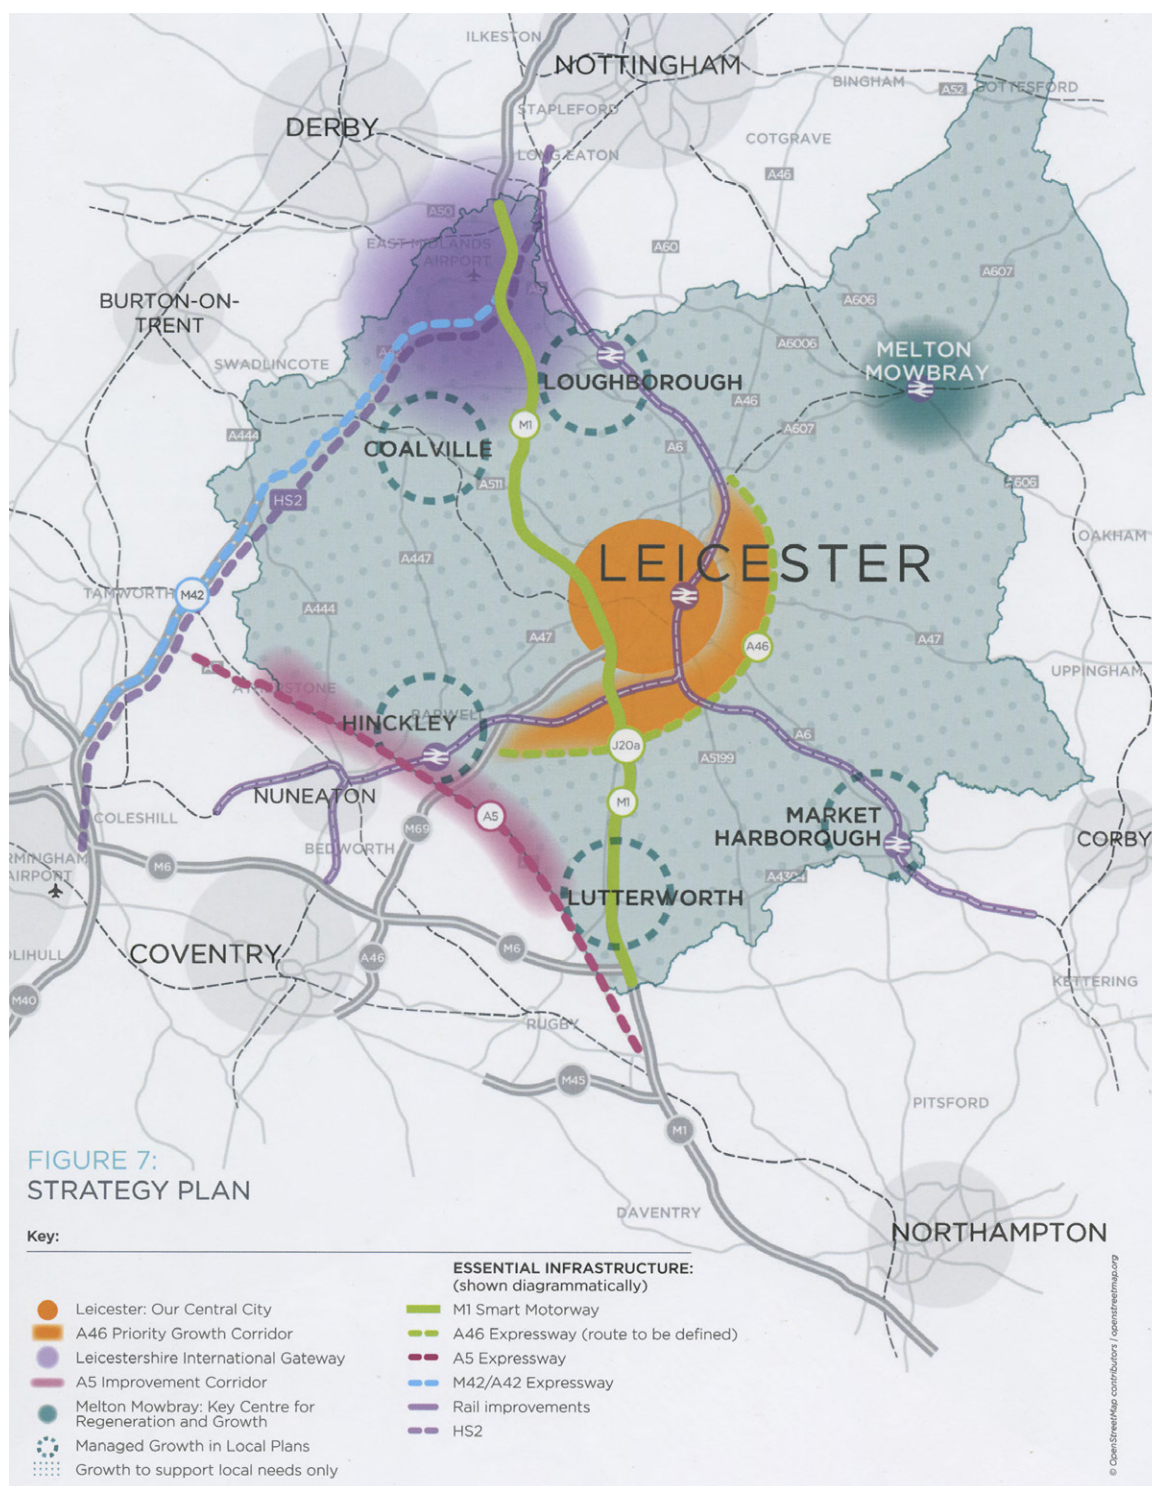 ILKESTON
NOTTINGHAM
BINGHAM
A52
BOTTESFORD
STAPLEFORD
DERBY
COTGRAVE
LONG EATON
A46
A50
EAST MIDLANDS
AIRPORT
A60
A607
BURTON-ON-
TRENT
A606
A6006
MELTON
MOWBRAY
SWADLINCOTE
LOUGHBOROUGH
A46
A607
M1
A444
COALVILLE
A6
A511
606
HS2
OAKHAM
LEICESTER
A447
TAMWORTH
M42
A444
A47
A46
A47
UPPINGHAM
ATHERSTONE
HINCKLEY
BARWELL
A6
J20a
A5199
NUNEATON
M1
A5
MARKET
HARBOROUGH
COLESHILL
M69
CORBY
BEDWORTH
RMINGHAM
AIRPORT
M6
A4304
LUTTERWORTH
COVENTRY
M6
A46
OLIHULL
KETTERING
M40
RUGBY
M45
PITSFORD
M1
FIGURE 7:
STRATEGY PLAN
DAVENTRY
NORTHAMPTON
Key:
Leicester: Our Central City
A46 Priority Growth Corridor
Leicestershire International Gateway
A5 Improvement Corridor
Melton Mowbray: Key Centre for
Regeneration and Growth
Managed Growth in Local Plans
Growth to support local needs only
ESSENTIAL INFRASTRUCTURE:
(shown diagrammatically)
M1 Smart Motorway
A46 Expressway (route to be defined)
A5 Expressway
M42/A42 Expressway
Rail improvements
HS2
© OpenStreetMap contributors / openstreetmap.org